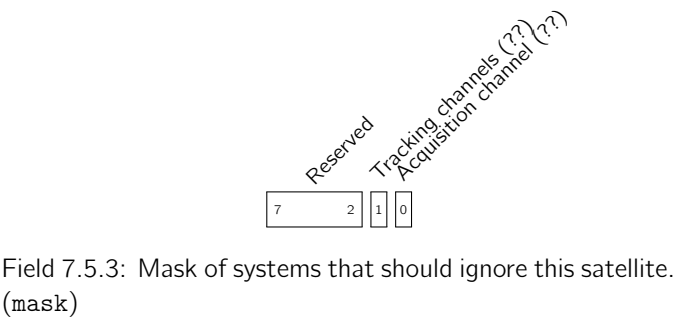 Reserved
Tracking channels (??)
Acquisition channel (??)
7 2 1 0
Field 7.5.3: Mask of systems that should ignore this satellite.
(mask)